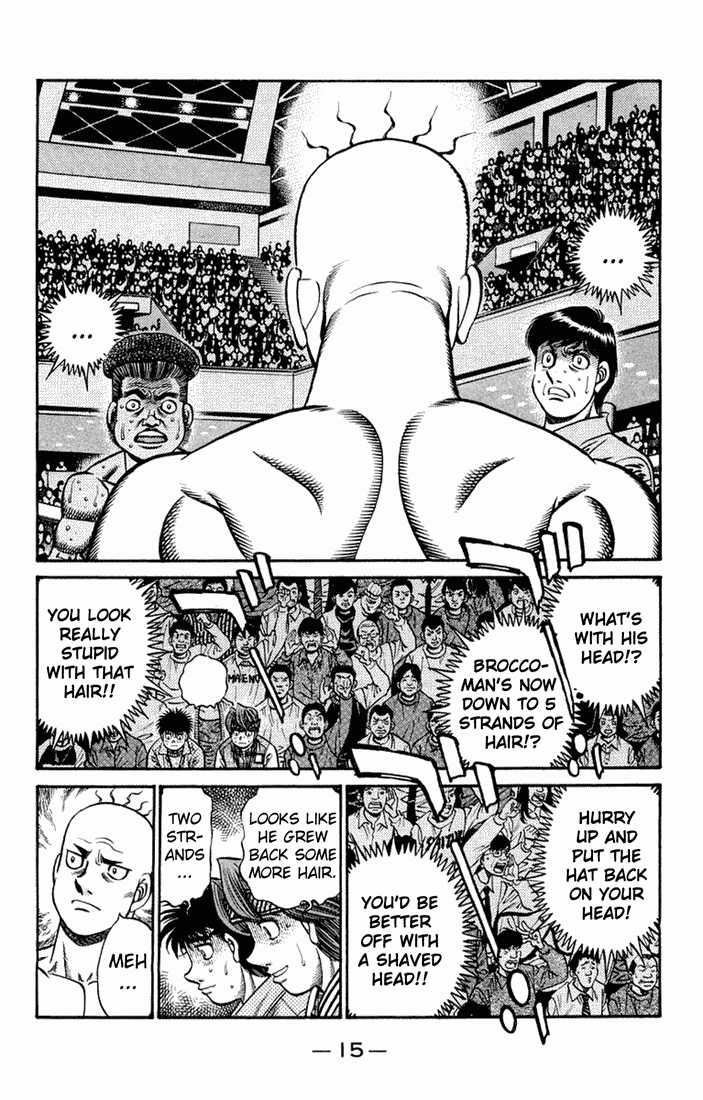 ...
...
WHAT'S
WITH HIS
HEAD!?
BROCCO-
MAN'S NOW
DOWN TO 5
STRANDS OF
HAIR!?
YOU LOOK
REALLY
STUPID
WITH THAT
HAIR!!
HURRY
UP AND
PUT THE
HAT BACK
ON YOUR
HEAD!
YOU'D BE
BETTER
OFF WITH
A SHAVED
HEAD!!
LOOKS LIKE
HE GREW
BACK SOME
MORE HAIR.
TWO
STR-
ANDS
...
MEH
...
— 15 —